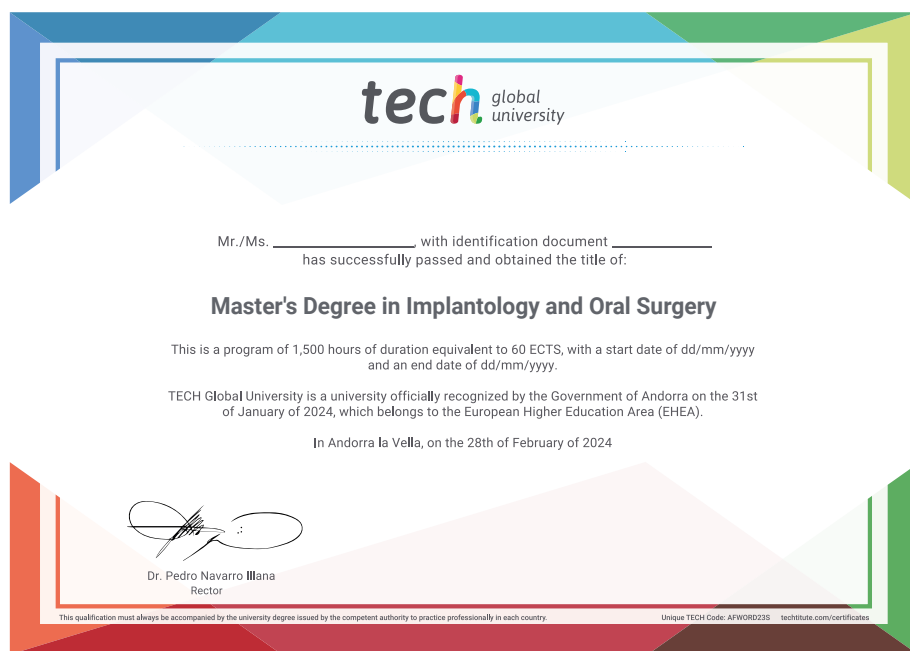 tech global
university
Mr./Ms. ____________, with identification document ____________
has successfully passed and obtained the title of:
Master's Degree in Implantology and Oral Surgery
This is a program of 1,500 hours of duration equivalent to 60 ECTS, with a start date of dd/mm/yyyy
and an end date of dd/mm/yyyy.
TECH Global University is a university officially recognized by the Government of Andorra on the 31st
of January of 2024, which belongs to the European Higher Education Area (EHEA).
In Andorra la Vella, on the 28th of February of 2024
Dr. Pedro Navarro Illana
Rector
This qualification must always be accompanied by the university degree issued by the competent authority to practice professionally in each country.
Unique TECH Code: AFWORD23S techtitute.com/certificates